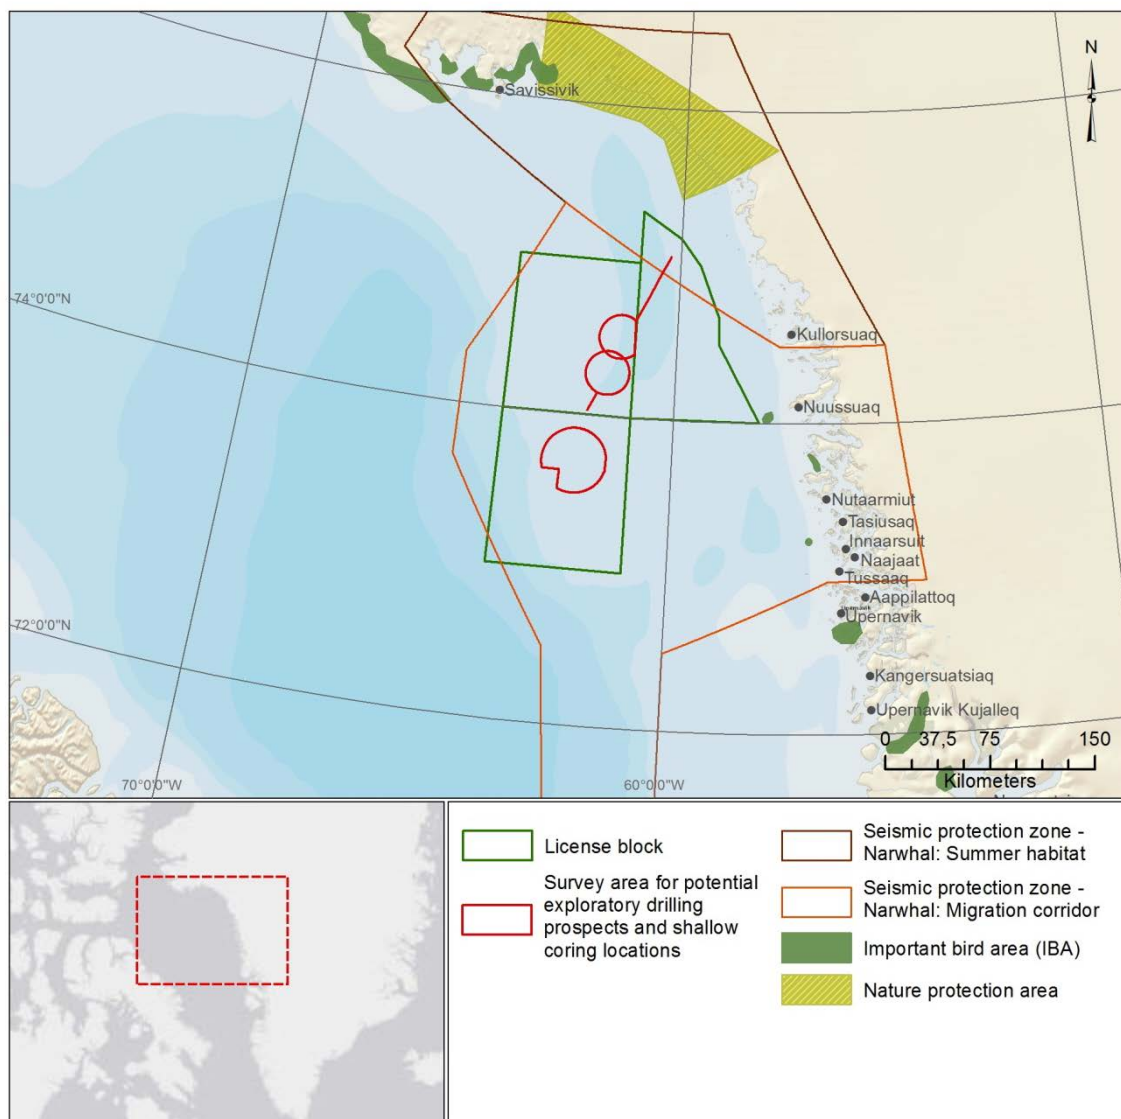 N
Savissivik
74°0'0"N
Kullorsuaq
Nuussuaq
Nutaarmiut
Tasiusaq
Innaarsuit
Naajaat
Tussaaq
Aappilattoq
Upernavik
72°0'0"N
Kangersuatsiaq
Upernavik Kujalleq
0 37,5 75 150
Kilometers
70°0'0"W
60°0'0"W
License block
Survey area for potential
exploratory drilling
prospects and shallow
coring locations
Seismic protection zone -
Narwhal: Summer habitat
Seismic protection zone -
Narwhal: Migration corridor
Important bird area (IBA)
Nature protection area